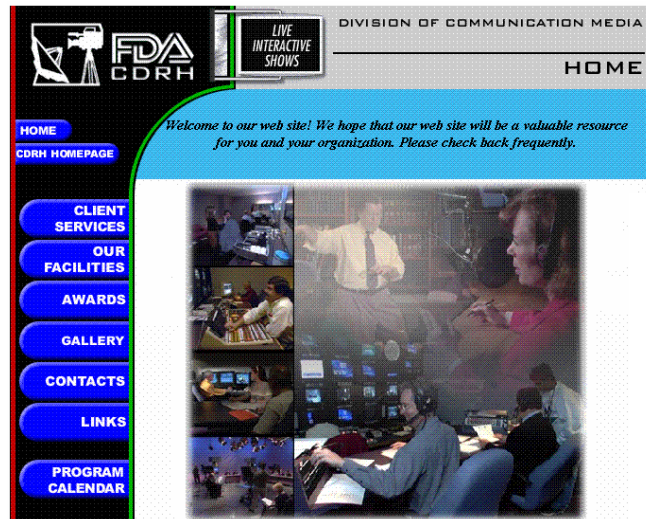 FDA
CDRH
LIVE
INTERACTIVE
SHOWS
DIVISION OF COMMUNICATION MEDIA
HOME
HOME
CDRH HOMEPAGE
Welcome to our web site! We hope that our web site will be a valuable resource
for you and your organization. Please check back frequently.
CLIENT
SERVICES
OUR
FACILITIES
AWARDS
GALLERY
CONTACTS
LINKS
PROGRAM
CALENDAR